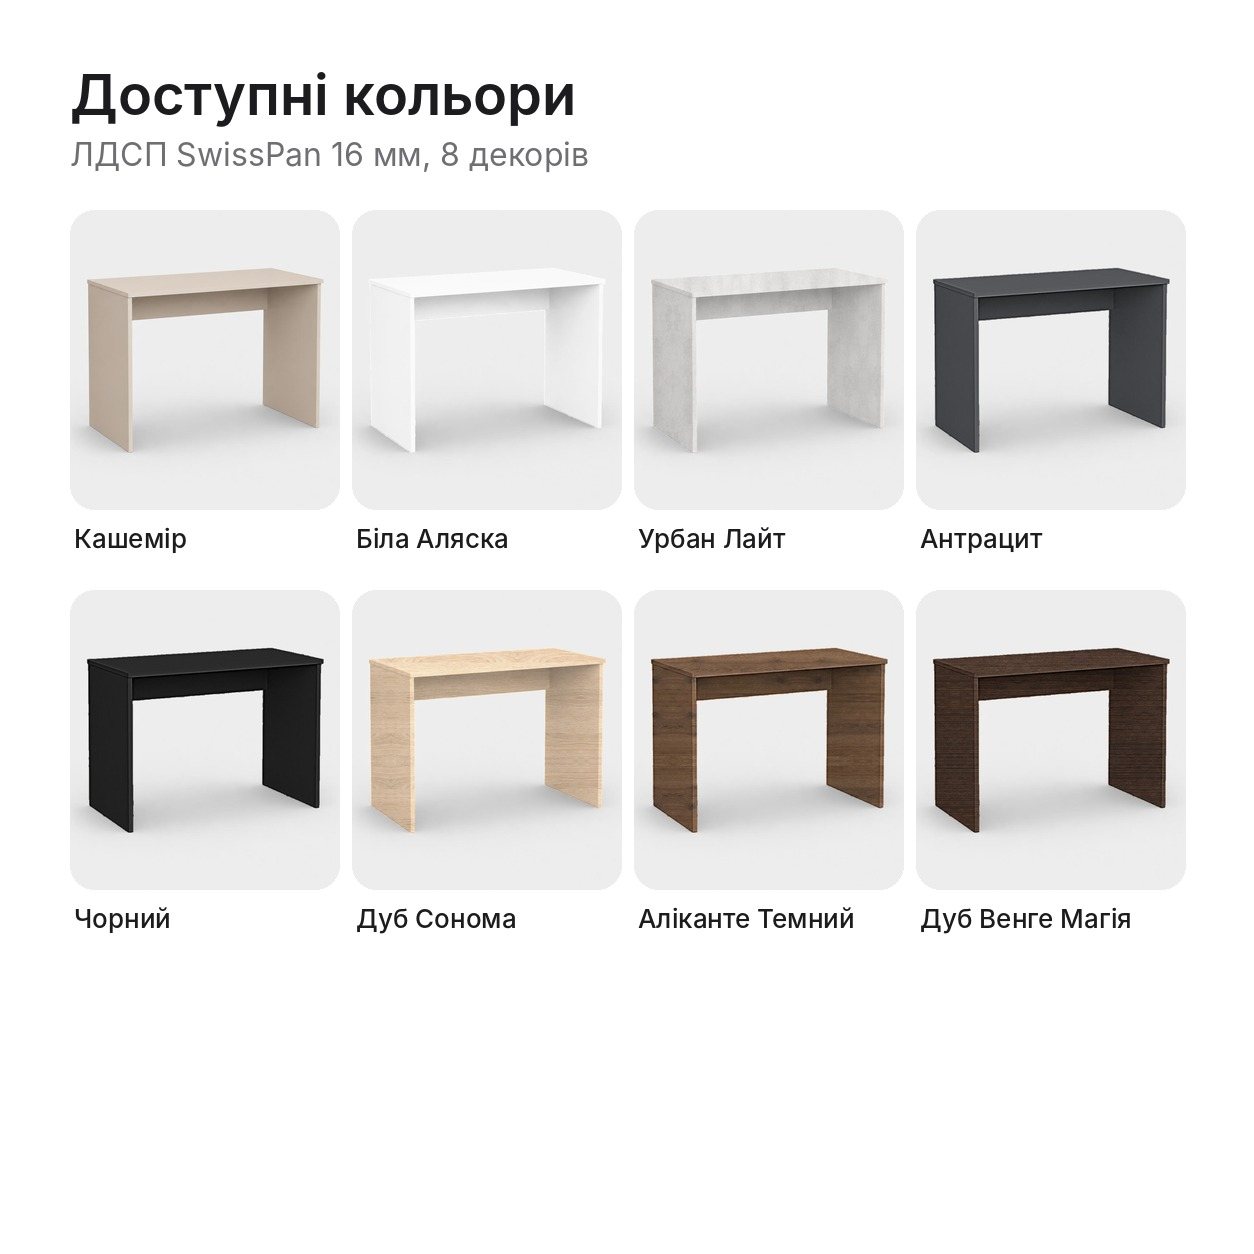 Доступні кольори
ЛДСП SwissPan 16 мм, 8 декорів
Кашемір
Біла Аляска
Урбан Лайт
Антрацит
Чорний
Дуб Сонома
Аліканте Темний
Дуб Венге Магія